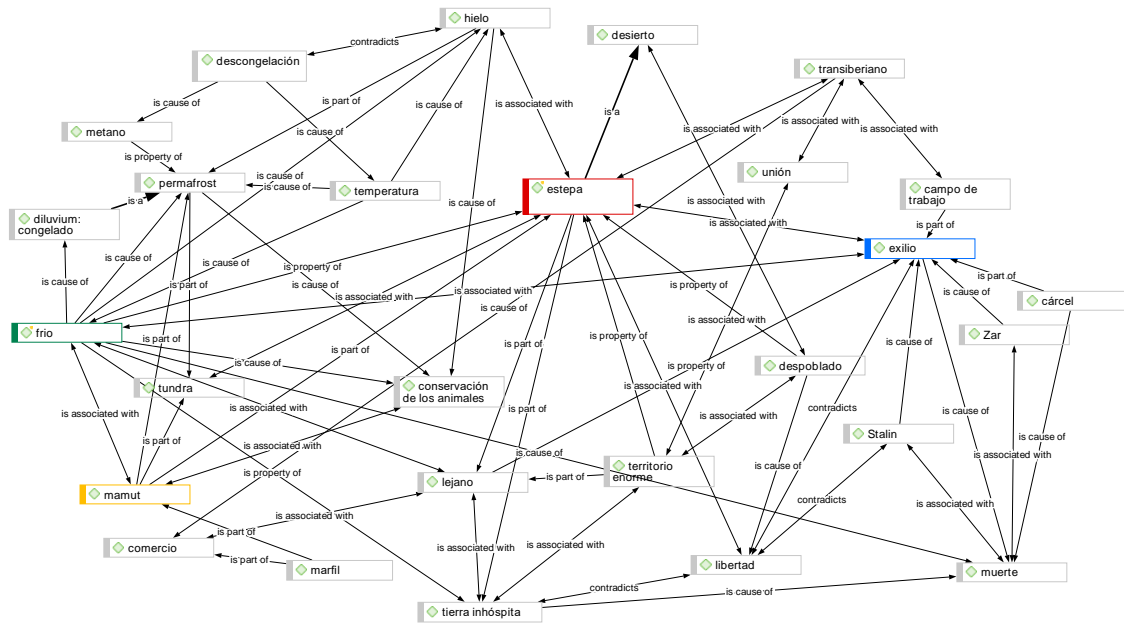 hielo
desierto
contradicts
descongelación
transiberiano
is cause of
is part of
is cause of
is associated with
is a
metano
is cause of
is associated with
is associated with
is associated with
is property of
unión
permafrost
is cause of
is cause of
temperatura
estepa
campo de
trabajo
is a
is cause of
is associated with
is associated with
diluvium:
congelado
is part of
exilio
is cause of
is cause of
is property of
is part of
is cause of
is cause of
is property of
is part of
is cause of
cárcel
is associated with
is associated with
is cause of
is associated with
frio
is part of
is part of
is property of
Zar
is cause of
is cause of
is property of
despoblado
tundra
conservación
de los animales
is associated with
is associated with
is part of
is associated with
contradicts
is associated with
is cause of
Stalin
is part of
is associated with
is cause of
is cause of
is associated with
is property of
lejano
is part of
territorio
enorme
is cause of
mamut
contradicts
is associated with
is associated with
is part of
comercio
is associated with
is associated with
is part of
marfil
libertad
muerte
contradicts
is cause of
tierra inhóspita